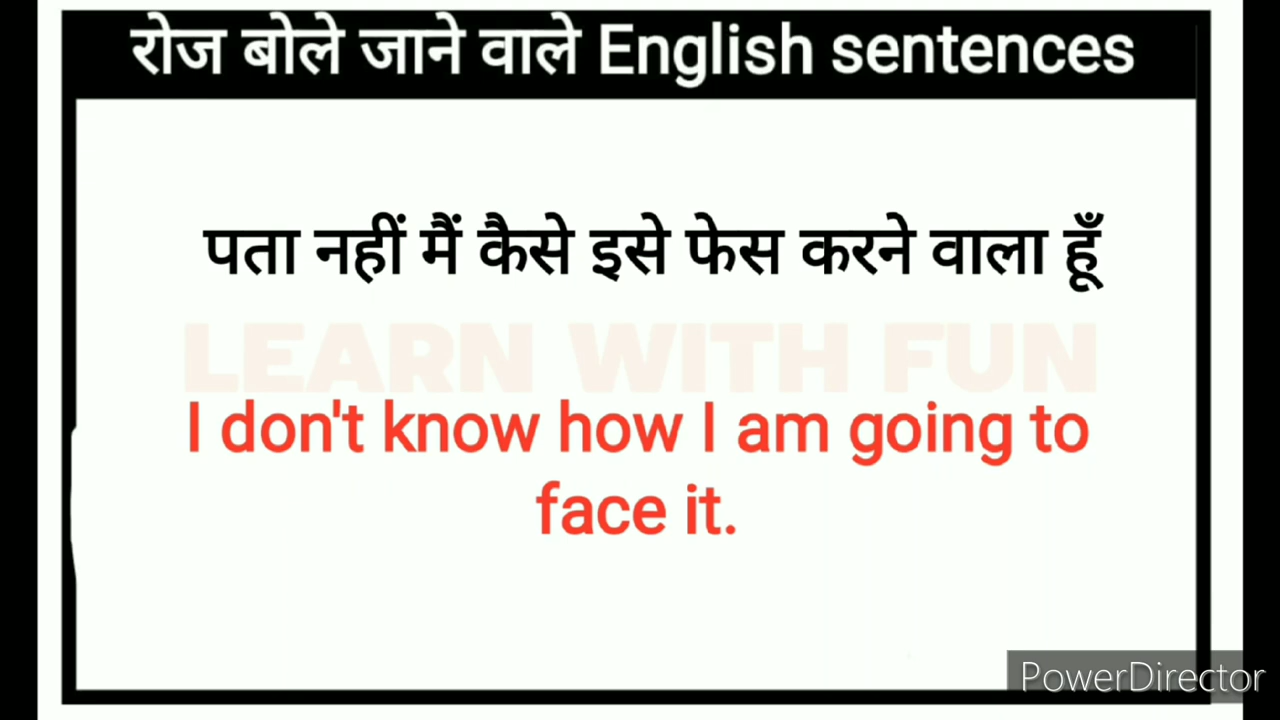 रोज बोले जाने वाले English sentences
पता नहीं मैं कैसे इसे फेस करने वाला हूँ
LEARN WITH FUN
I don't know how I am going to
face it.
PowerDirector